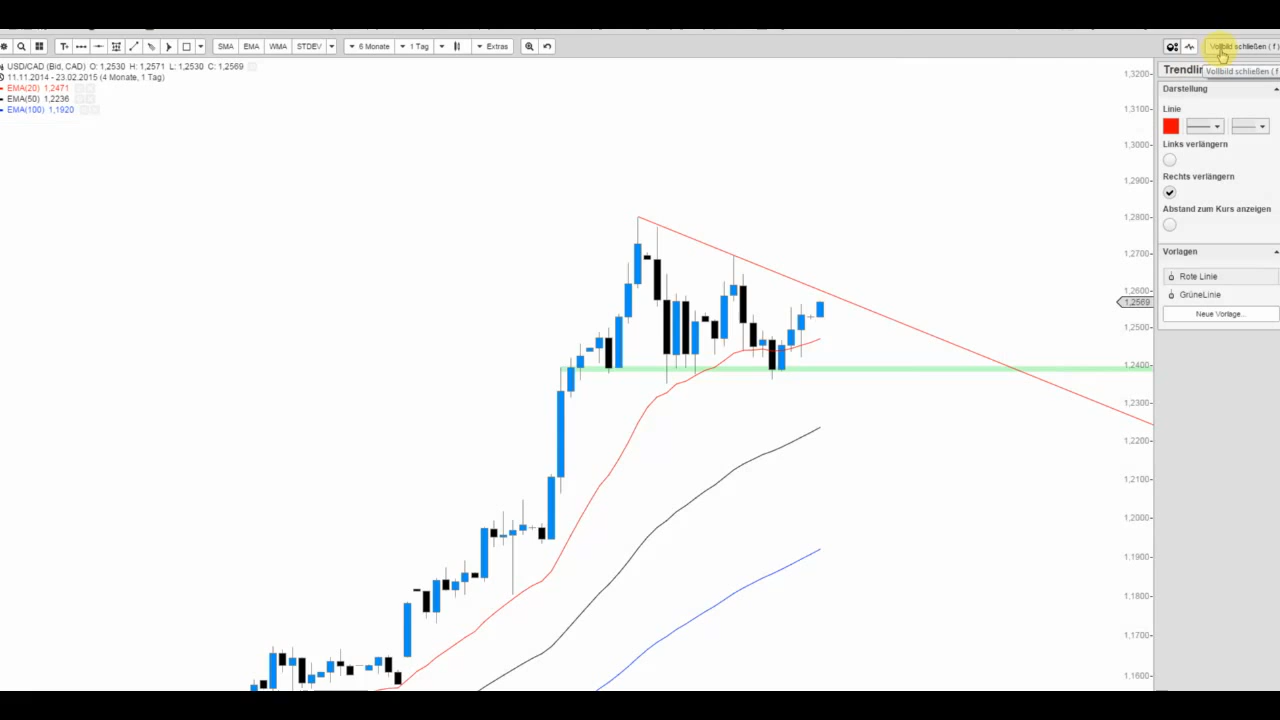 SMA EMA WMA STDEV 6 Monate 1 Tag Extras Vollbild schließen ( f )
USD/CAD (Bid, CAD) O: 1,2530 H: 1,2571 L: 1,2530 C: 1,2569
11.11.2014 - 23.02.2015 (4 Monate, 1 Tag)
EMA(20) 1,2471
EMA(50) 1,2236
EMA(100) 1,1920
1,3200
1,3100
1,3000
1,2900
1,2800
1,2700
1,2600
1,2569
1,2500
1,2400
1,2300
1,2200
1,2100
1,2000
1,1900
1,1800
1,1700
1,1600
Trendlin
Vollbild schließen ( f
Darstellung
Linie
Links verlängern
Rechts verlängern
Abstand zum Kurs anzeigen
Vorlagen
Rote Linie
GrüneLinie
Neue Vorlage...